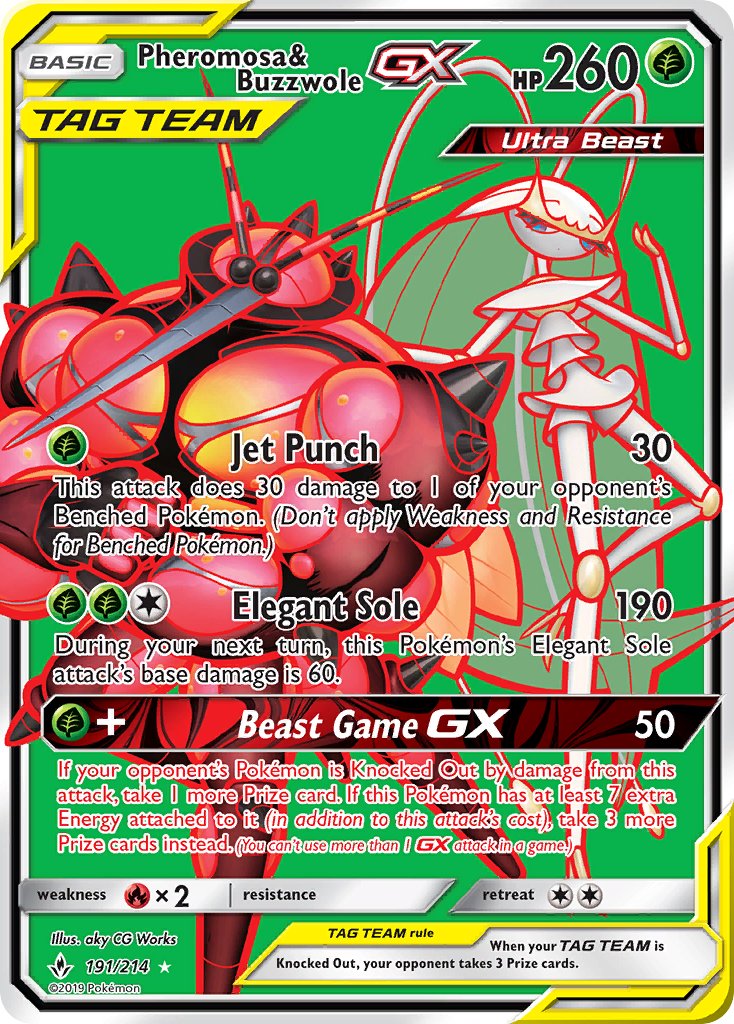 BASIC Pheromosa& Buzzwole GX HP260
TAG TEAM
Ultra Beast
Jet Punch 30
This attack does 30 damage to 1 of your opponent's
Benched Pokémon. (Don't apply Weakness and Resistance
for Benched Pokémon.)
Elegant Sole 190
During your next turn, this Pokémon's Elegant Sole
attack's base damage is 60.
+ Beast Game GX 50
If your opponent's Pokémon is Knocked Out by damage from this
attack, take 1 more Prize card. If this Pokémon has at least 7 extra
Energy attached to it (in addition to this attack's cost), take 3 more
Prize cards instead. (You can't use more than 1 GX attack in a game.)
weakness ×2 resistance retreat
Illus. aky CG Works
191/214
©2019 Pokémon
TAG TEAM rule
When your TAG TEAM is
Knocked Out, your opponent takes 3 Prize cards.